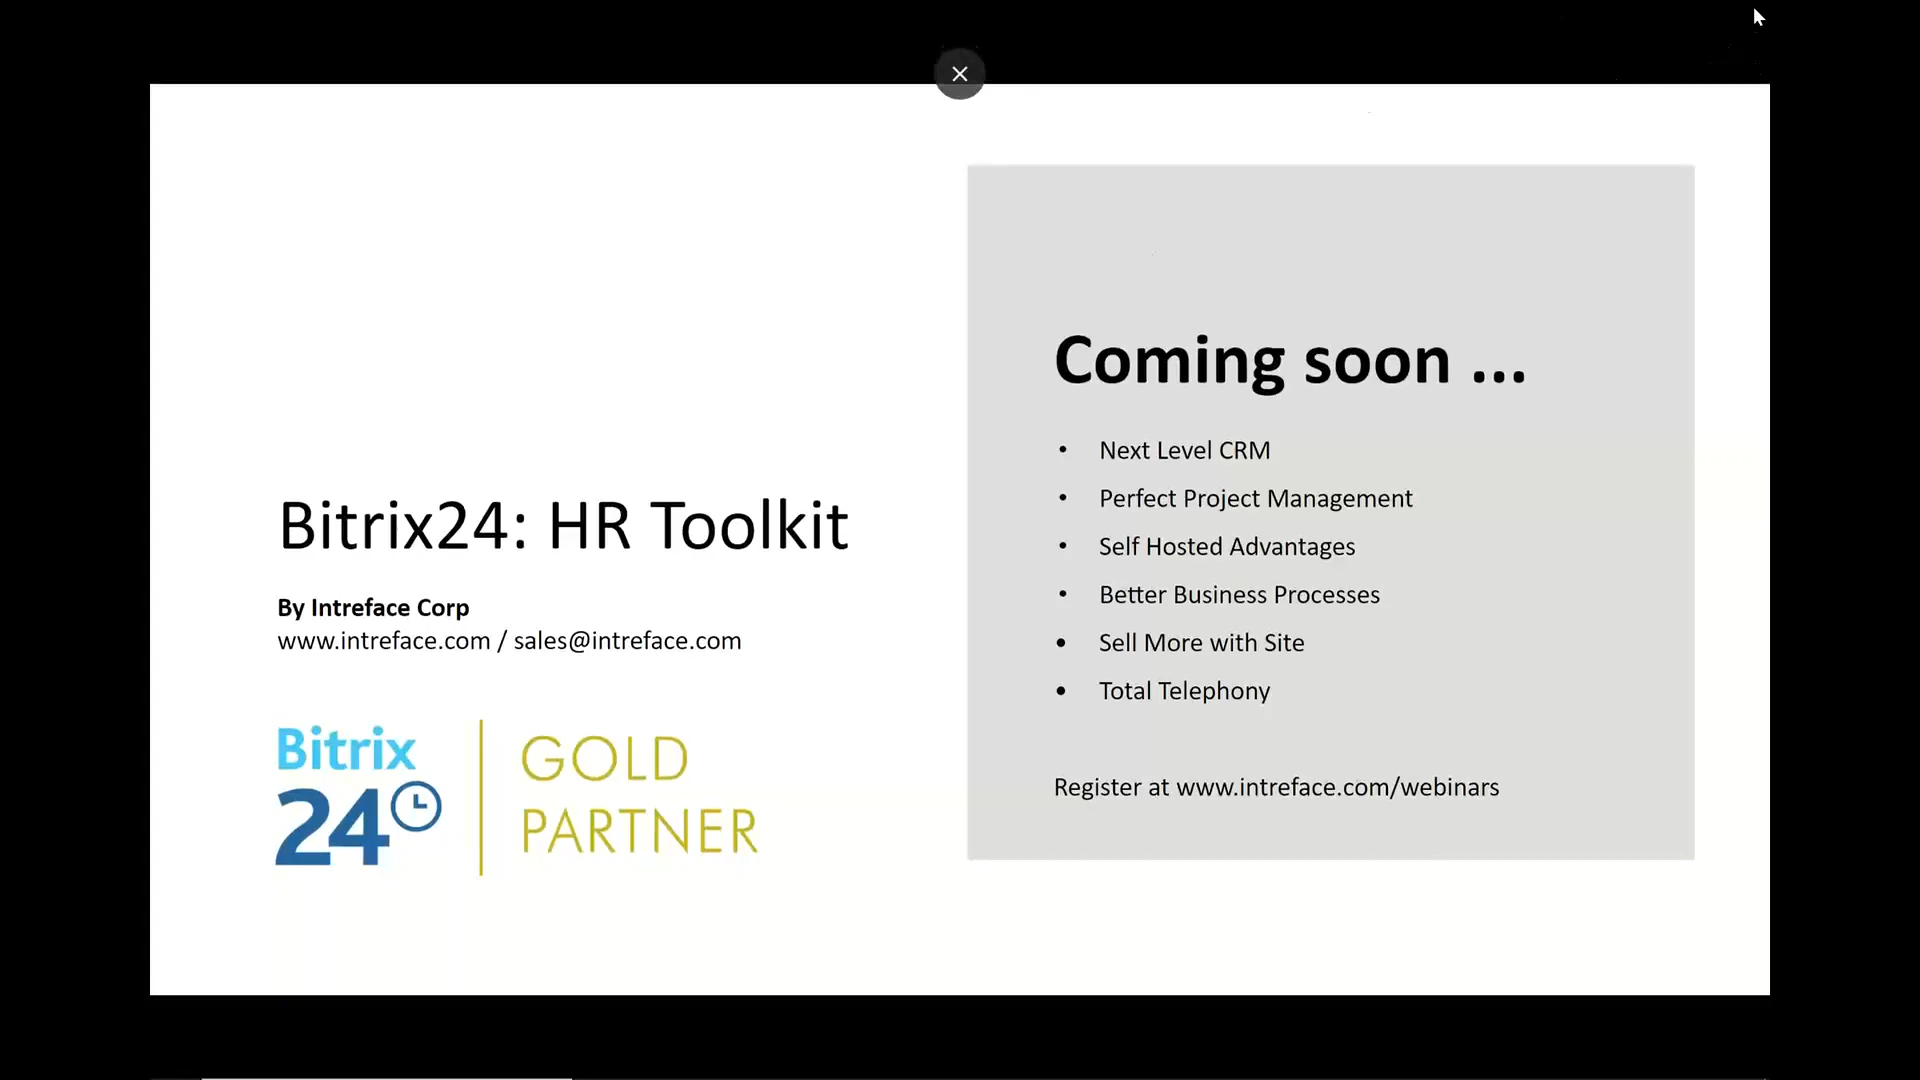 Bitrix24: HR Toolkit
By Intreface Corp
www.intreface.com / sales@intreface.com
Bitrix
24
GOLD
PARTNER
Coming soon ...
• Next Level CRM
• Perfect Project Management
• Self Hosted Advantages
• Better Business Processes
• Sell More with Site
• Total Telephony
Register at www.intreface.com/webinars